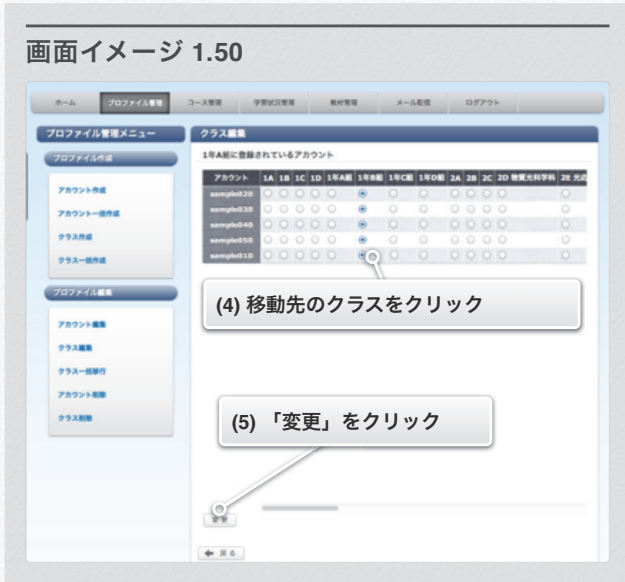 画面イメージ 1.50
ホーム プロファイル管理 コース管理 学習状況管理 教材管理 メール配信 ログアウト
プロファイル管理メニュー
プロファイル作成
アカウント作成
アカウント一括作成
クラス作成
クラス一括作成
プロファイル編集
アカウント編集
クラス編集
クラス一括移行
アカウント削除
クラス削除
クラス編集
1年A組に登録されているアカウント
アカウント 1A 1B 1C 1D 1年A組 1年B組 1年C組 1年D組 2A 2B 2C 2D 物質光科学科 2E 光応
sample020
sample030
sample040
sample050
sample010
(4) 移動先のクラスをクリック
(5) 「変更」をクリック
変更
戻る